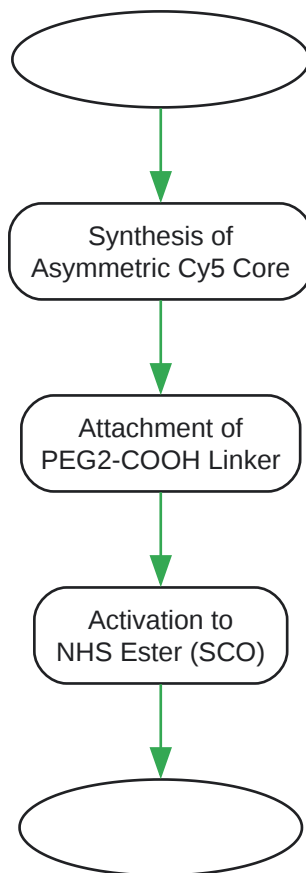 Synthesis of
Asymmetric Cy5 Core
Attachment of
PEG2-COOH Linker
Activation to
NHS Ester (SCO)